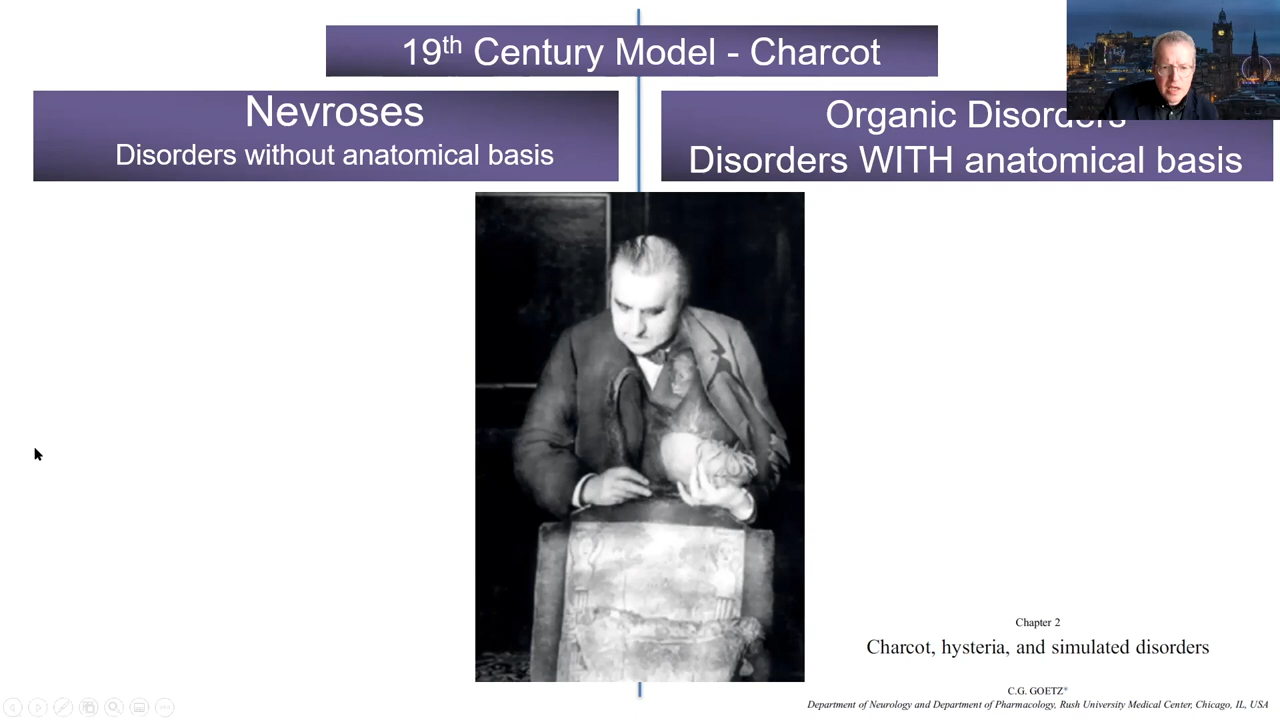 19th Century Model - Charcot
Nevroses
Disorders without anatomical basis
Organic Disorders
Disorders WITH anatomical basis
Chapter 2
Charcot, hysteria, and simulated disorders
C.G. GOETZ*
Department of Neurology and Department of Pharmacology, Rush University Medical Center, Chicago, IL, USA